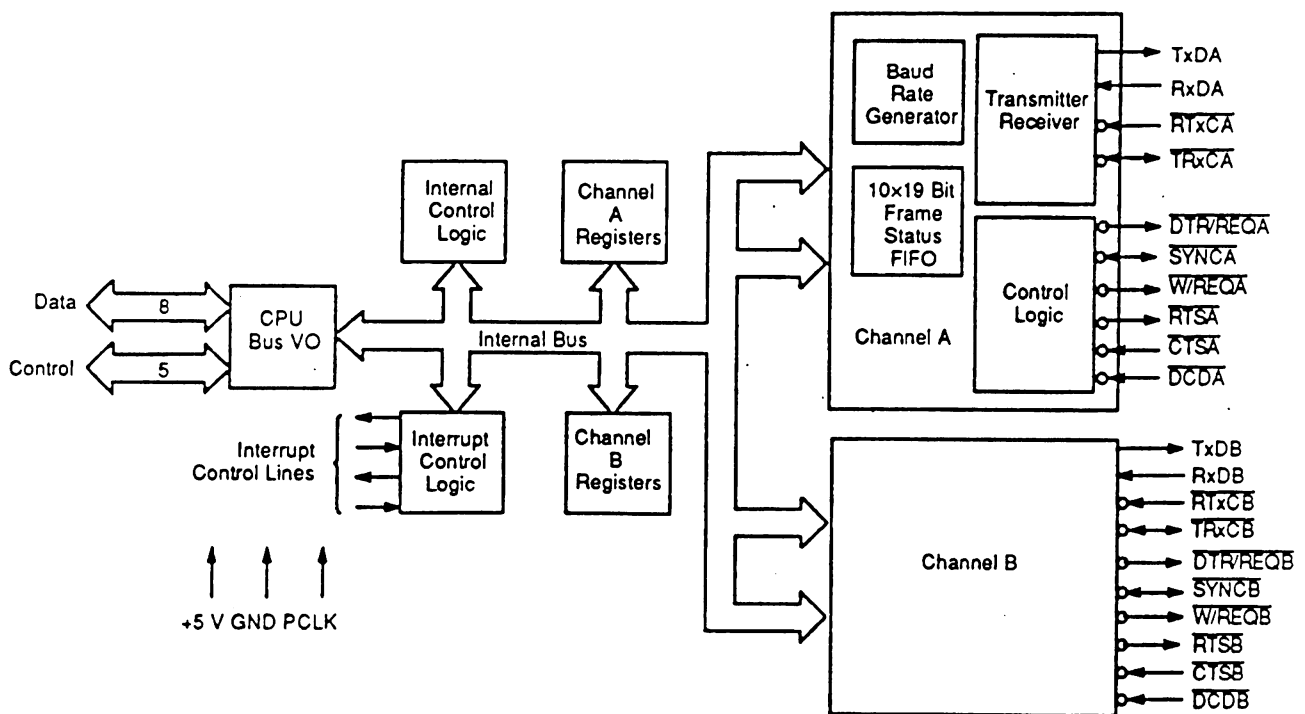 Data
8
Control
5
CPU
Bus VO
Internal
Control
Logic
Channel
A
Registers
Internal Bus
Interrupt
Control Lines
Interrupt
Control
Logic
Channel
B
Registers
+5 V GND PCLK
Baud
Rate
Generator
Transmitter
Receiver
10×19 Bit
Frame
Status
FIFO
Control
Logic
Channel A
TxDA
RxDA
RTxCA
TRxCA
DTR/REQA
SYNCA
W/REQA
RTSA
CTSA
DCDA
Channel B
TxDB
RxDB
RTxCB
TRxCB
DTR/REQB
SYNCB
W/REQB
RTSB
CTSB
DCDB